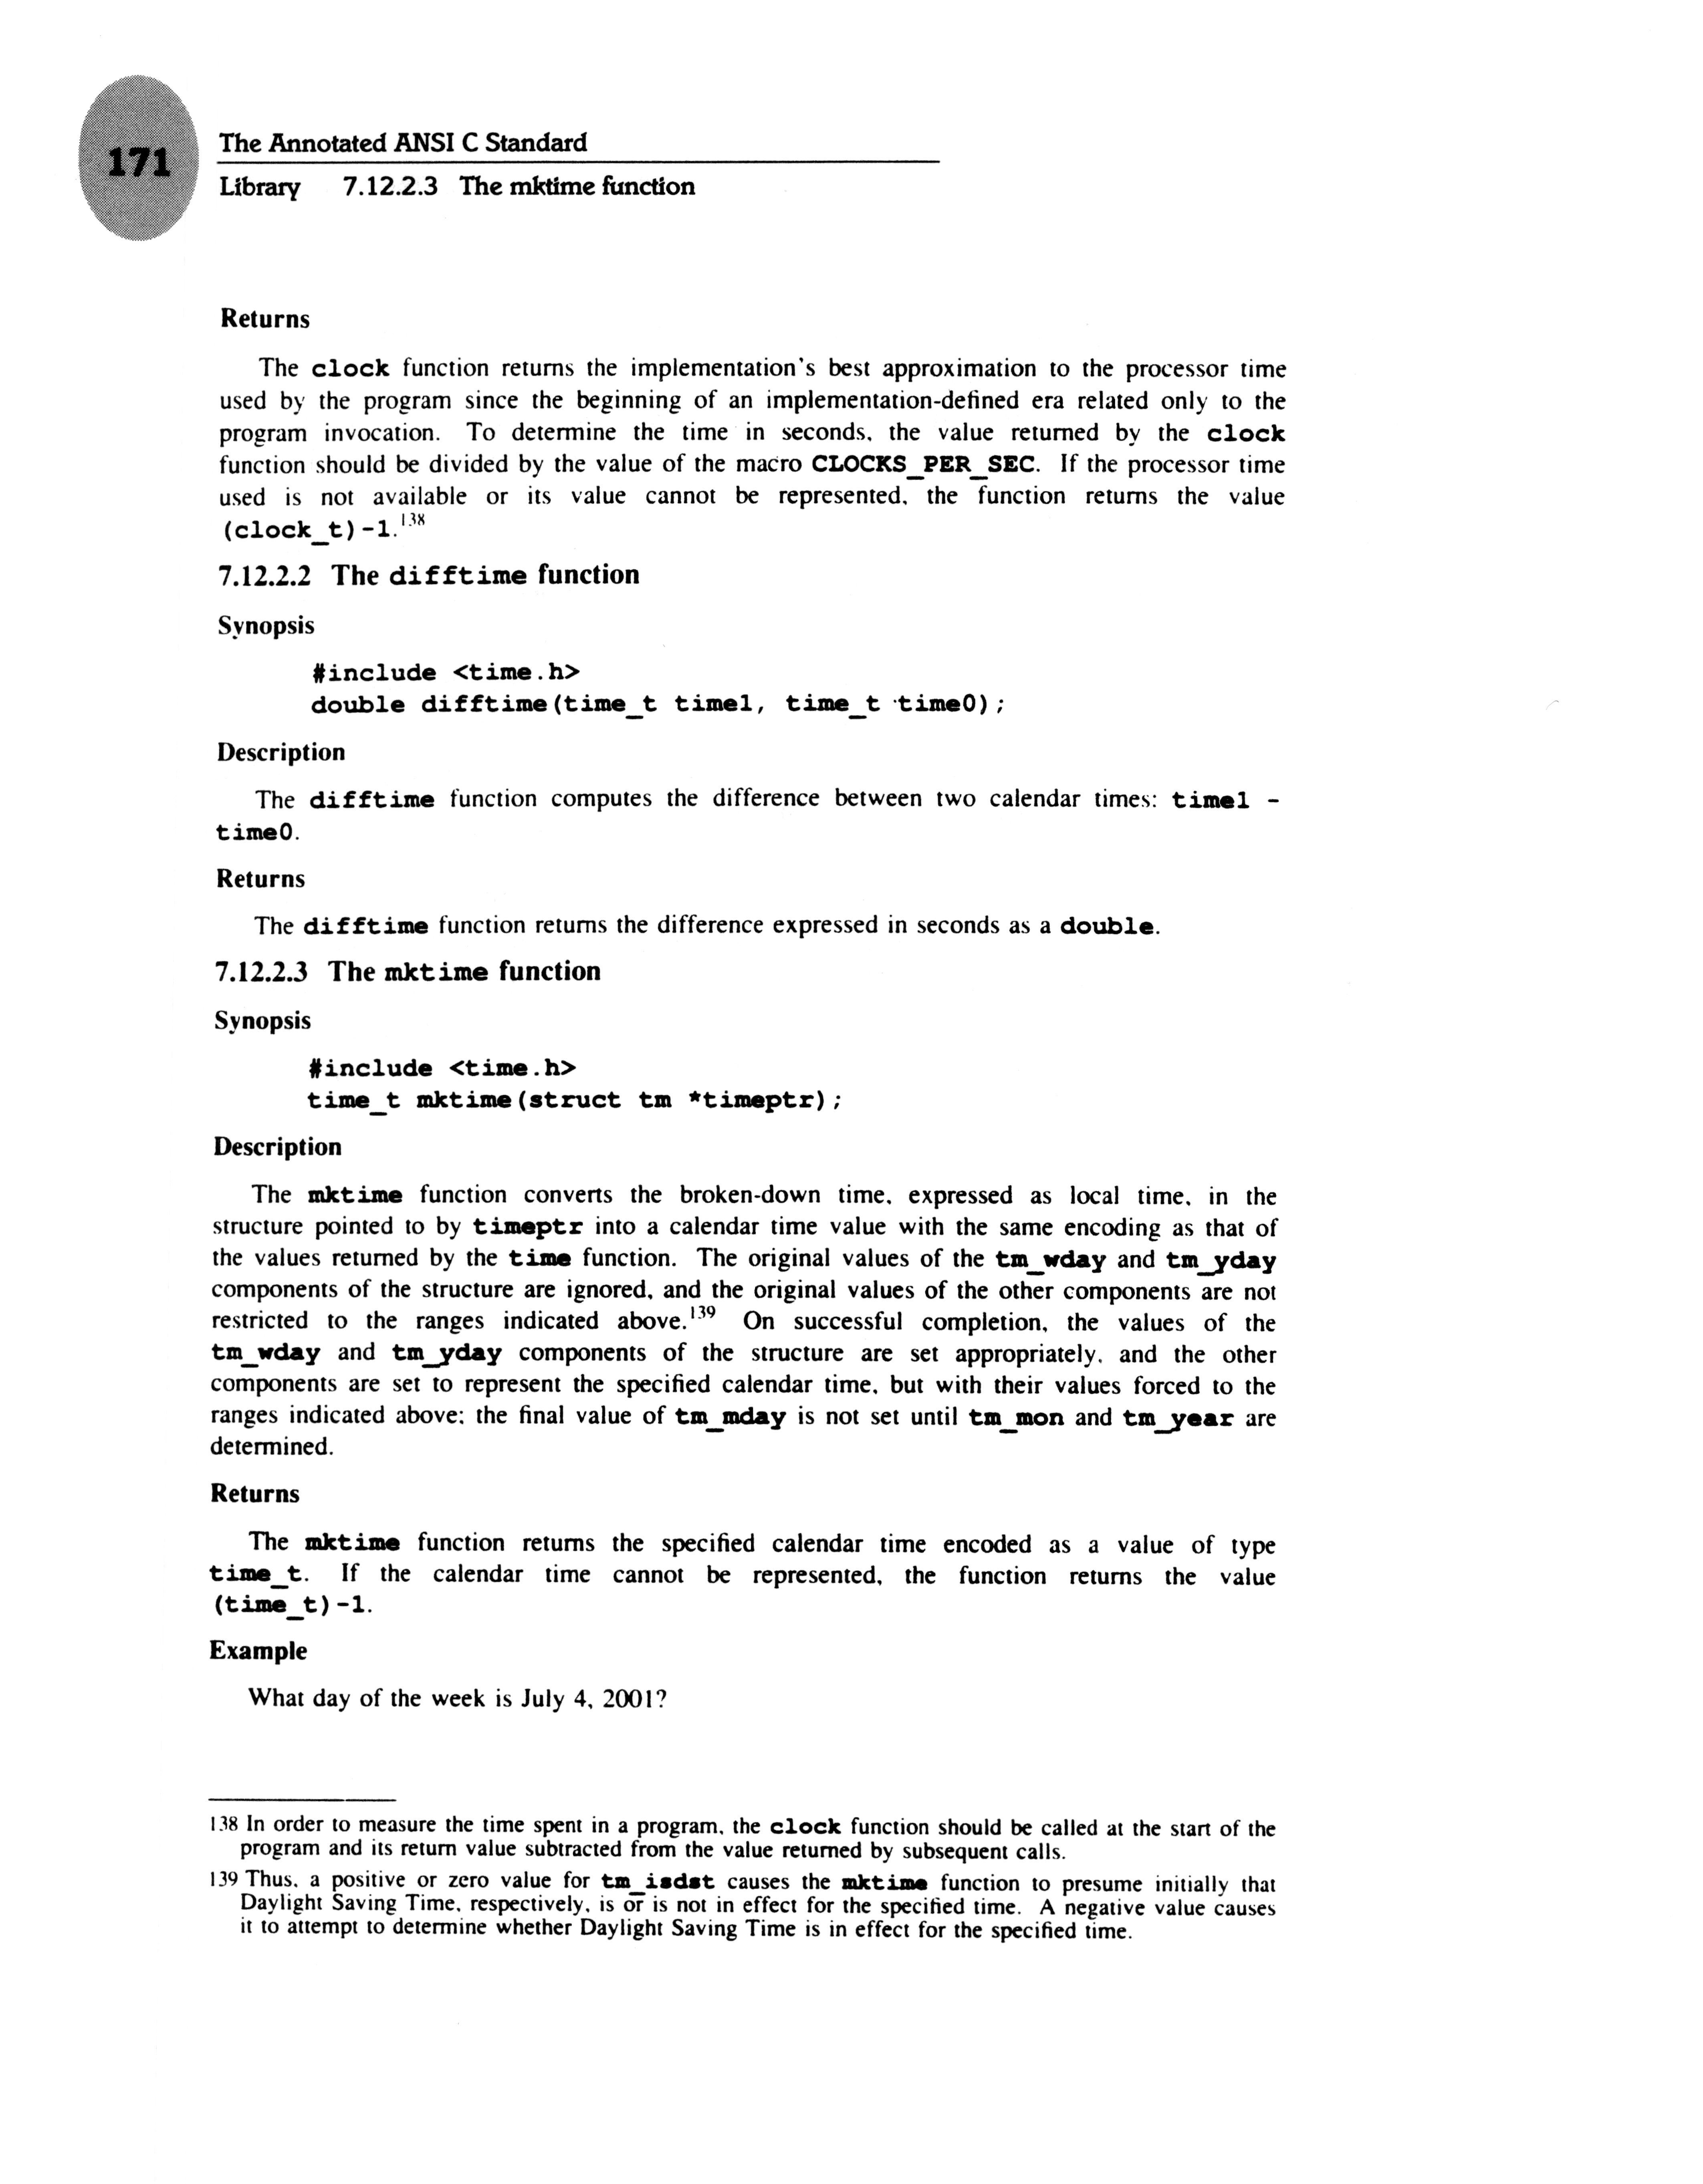 171
The Annotated ANSI C Standard
Library 7.12.2.3 The mktime function
Returns
The clock function returns the implementation's best approximation to the processor time
used by the program since the beginning of an implementation-defined era related only to the
program invocation. To determine the time in seconds, the value returned by the clock
function should be divided by the value of the macro CLOCKS_PER_SEC. If the processor time
used is not available or its value cannot be represented, the function returns the value
(clock_t)-1.138
7.12.2.2 The difftime function
Synopsis
#include <time.h>
double difftime(time_t time1, time_t time0);
Description
The difftime function computes the difference between two calendar times: time1 -
time0.
Returns
The difftime function returns the difference expressed in seconds as a double.
7.12.2.3 The mktime function
Synopsis
#include <time.h>
time_t mktime(struct tm *timeptr);
Description
The mktime function converts the broken-down time, expressed as local time, in the
structure pointed to by timeptr into a calendar time value with the same encoding as that of
the values returned by the time function. The original values of the tm_wday and tm_yday
components of the structure are ignored, and the original values of the other components are not
restricted to the ranges indicated above.139 On successful completion, the values of the
tm_wday and tm_yday components of the structure are set appropriately, and the other
components are set to represent the specified calendar time, but with their values forced to the
ranges indicated above; the final value of tm_mday is not set until tm_mon and tm_year are
determined.
Returns
The mktime function returns the specified calendar time encoded as a value of type
time_t. If the calendar time cannot be represented, the function returns the value
(time_t)-1.
Example
What day of the week is July 4, 2001?
138 In order to measure the time spent in a program, the clock function should be called at the start of the
program and its return value subtracted from the value returned by subsequent calls.
139 Thus, a positive or zero value for tm_isdst causes the mktime function to presume initially that
Daylight Saving Time, respectively, is or is not in effect for the specified time. A negative value causes
it to attempt to determine whether Daylight Saving Time is in effect for the specified time.